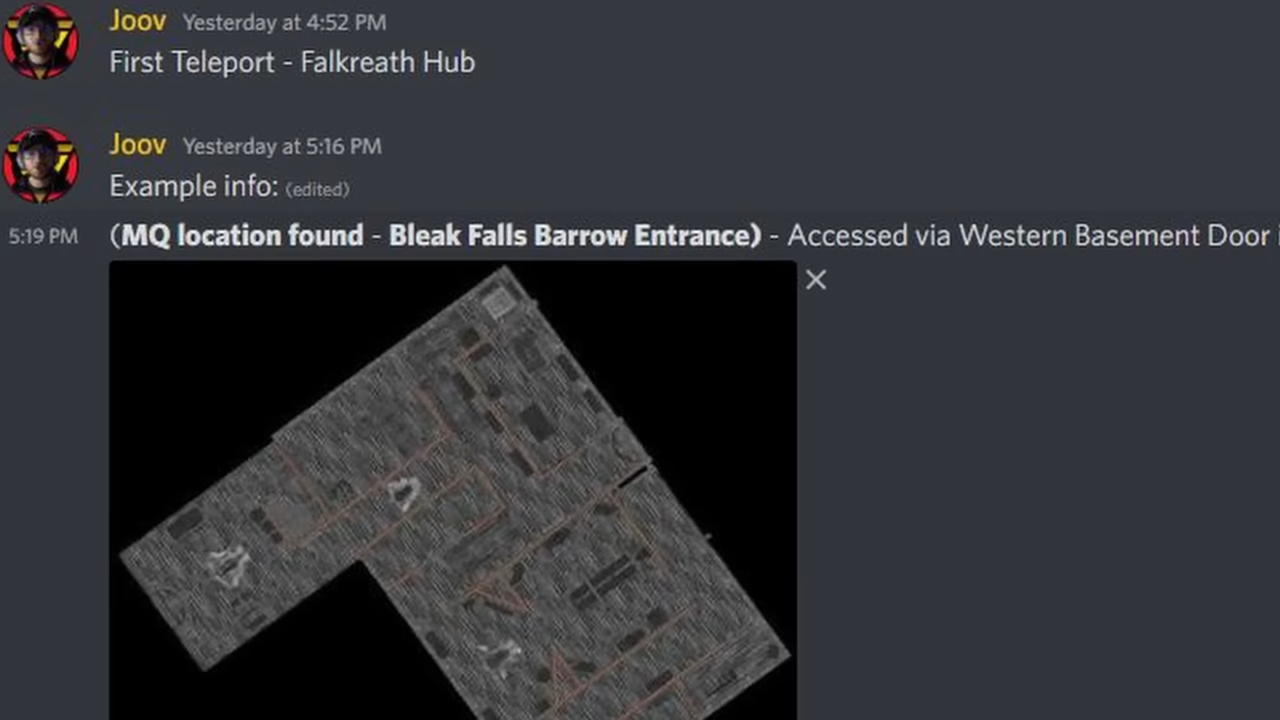 Joov Yesterday at 4:52 PM
First Teleport - Falkreath Hub
Joov Yesterday at 5:16 PM
Example info: (edited)
5:19 PM (MQ location found - Bleak Falls Barrow Entrance) - Accessed via Western Basement Door